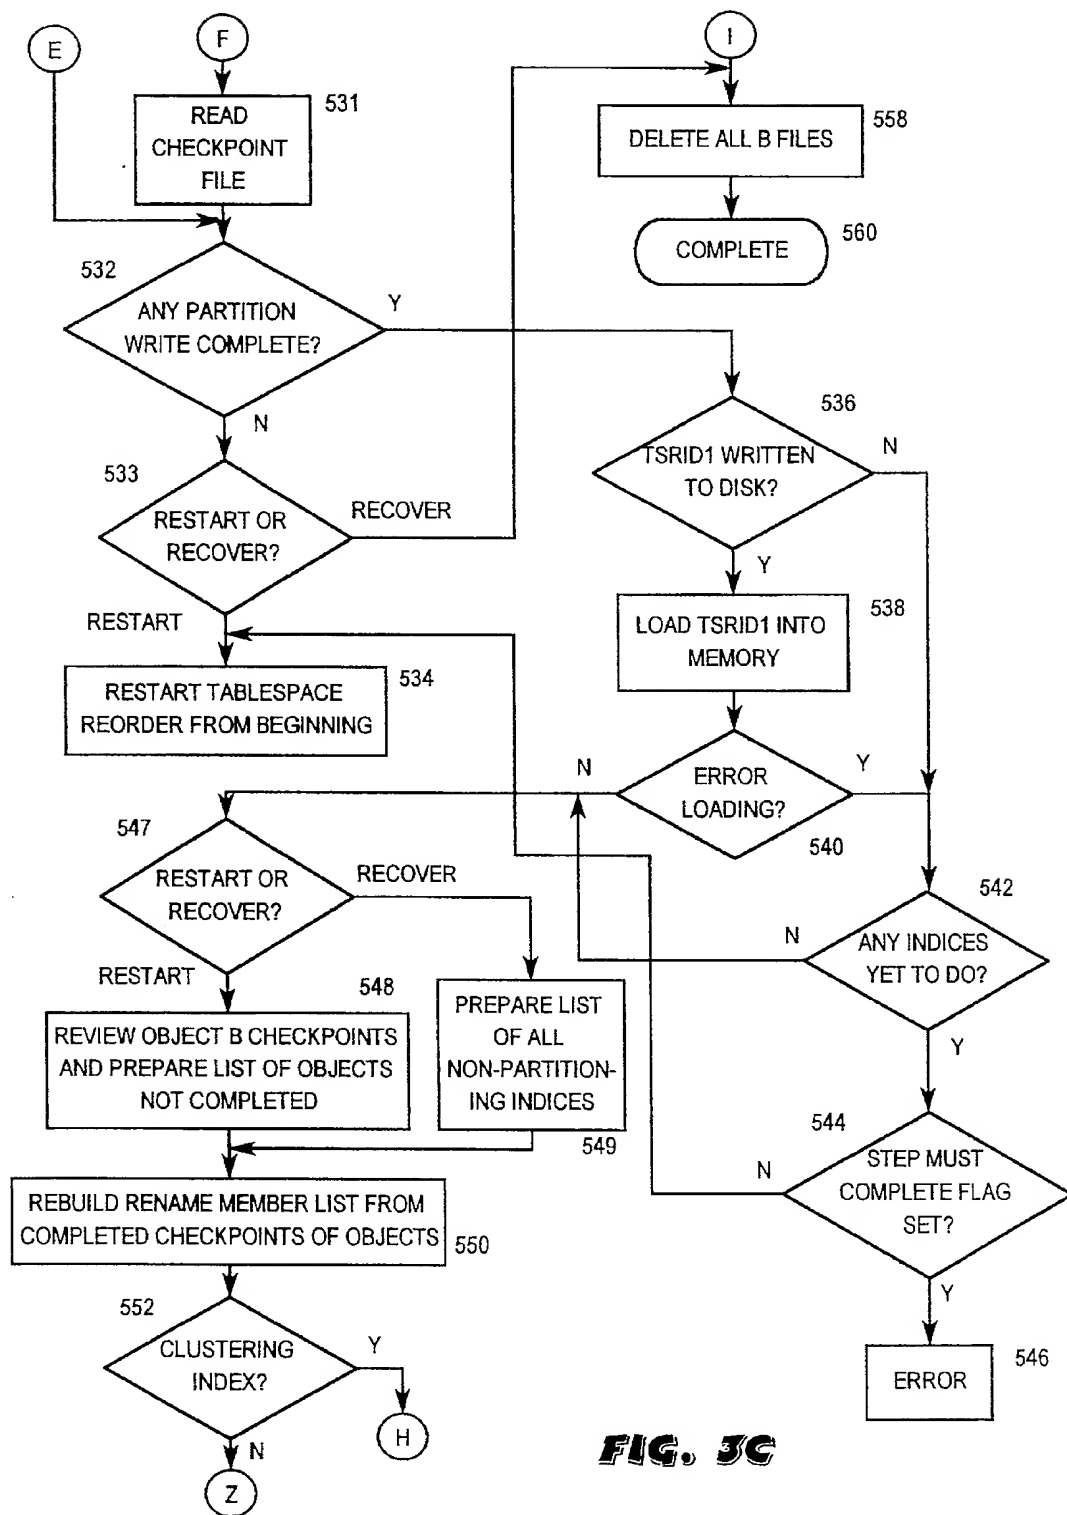 E
F
I
READ
CHECKPOINT
FILE
531
DELETE ALL B FILES
558
COMPLETE
560
532
ANY PARTITION
WRITE COMPLETE?
Y
N
533
RESTART OR
RECOVER?
RECOVER
RESTART
RESTART TABLESPACE
REORDER FROM BEGINNING
534
536
TSRID1 WRITTEN
TO DISK?
N
Y
LOAD TSRID1 INTO
MEMORY
538
ERROR
LOADING?
N
Y
540
547
RESTART OR
RECOVER?
RECOVER
RESTART
542
ANY INDICES
YET TO DO?
N
Y
548
REVIEW OBJECT B CHECKPOINTS
AND PREPARE LIST OF OBJECTS
NOT COMPLETED
PREPARE LIST
OF ALL
NON-PARTITION-
ING INDICES
549
544
STEP MUST
COMPLETE FLAG
SET?
N
Y
REBUILD RENAME MEMBER LIST FROM
COMPLETED CHECKPOINTS OF OBJECTS
550
552
CLUSTERING
INDEX?
Y
N
H
Z
ERROR
546
FIG. 3C